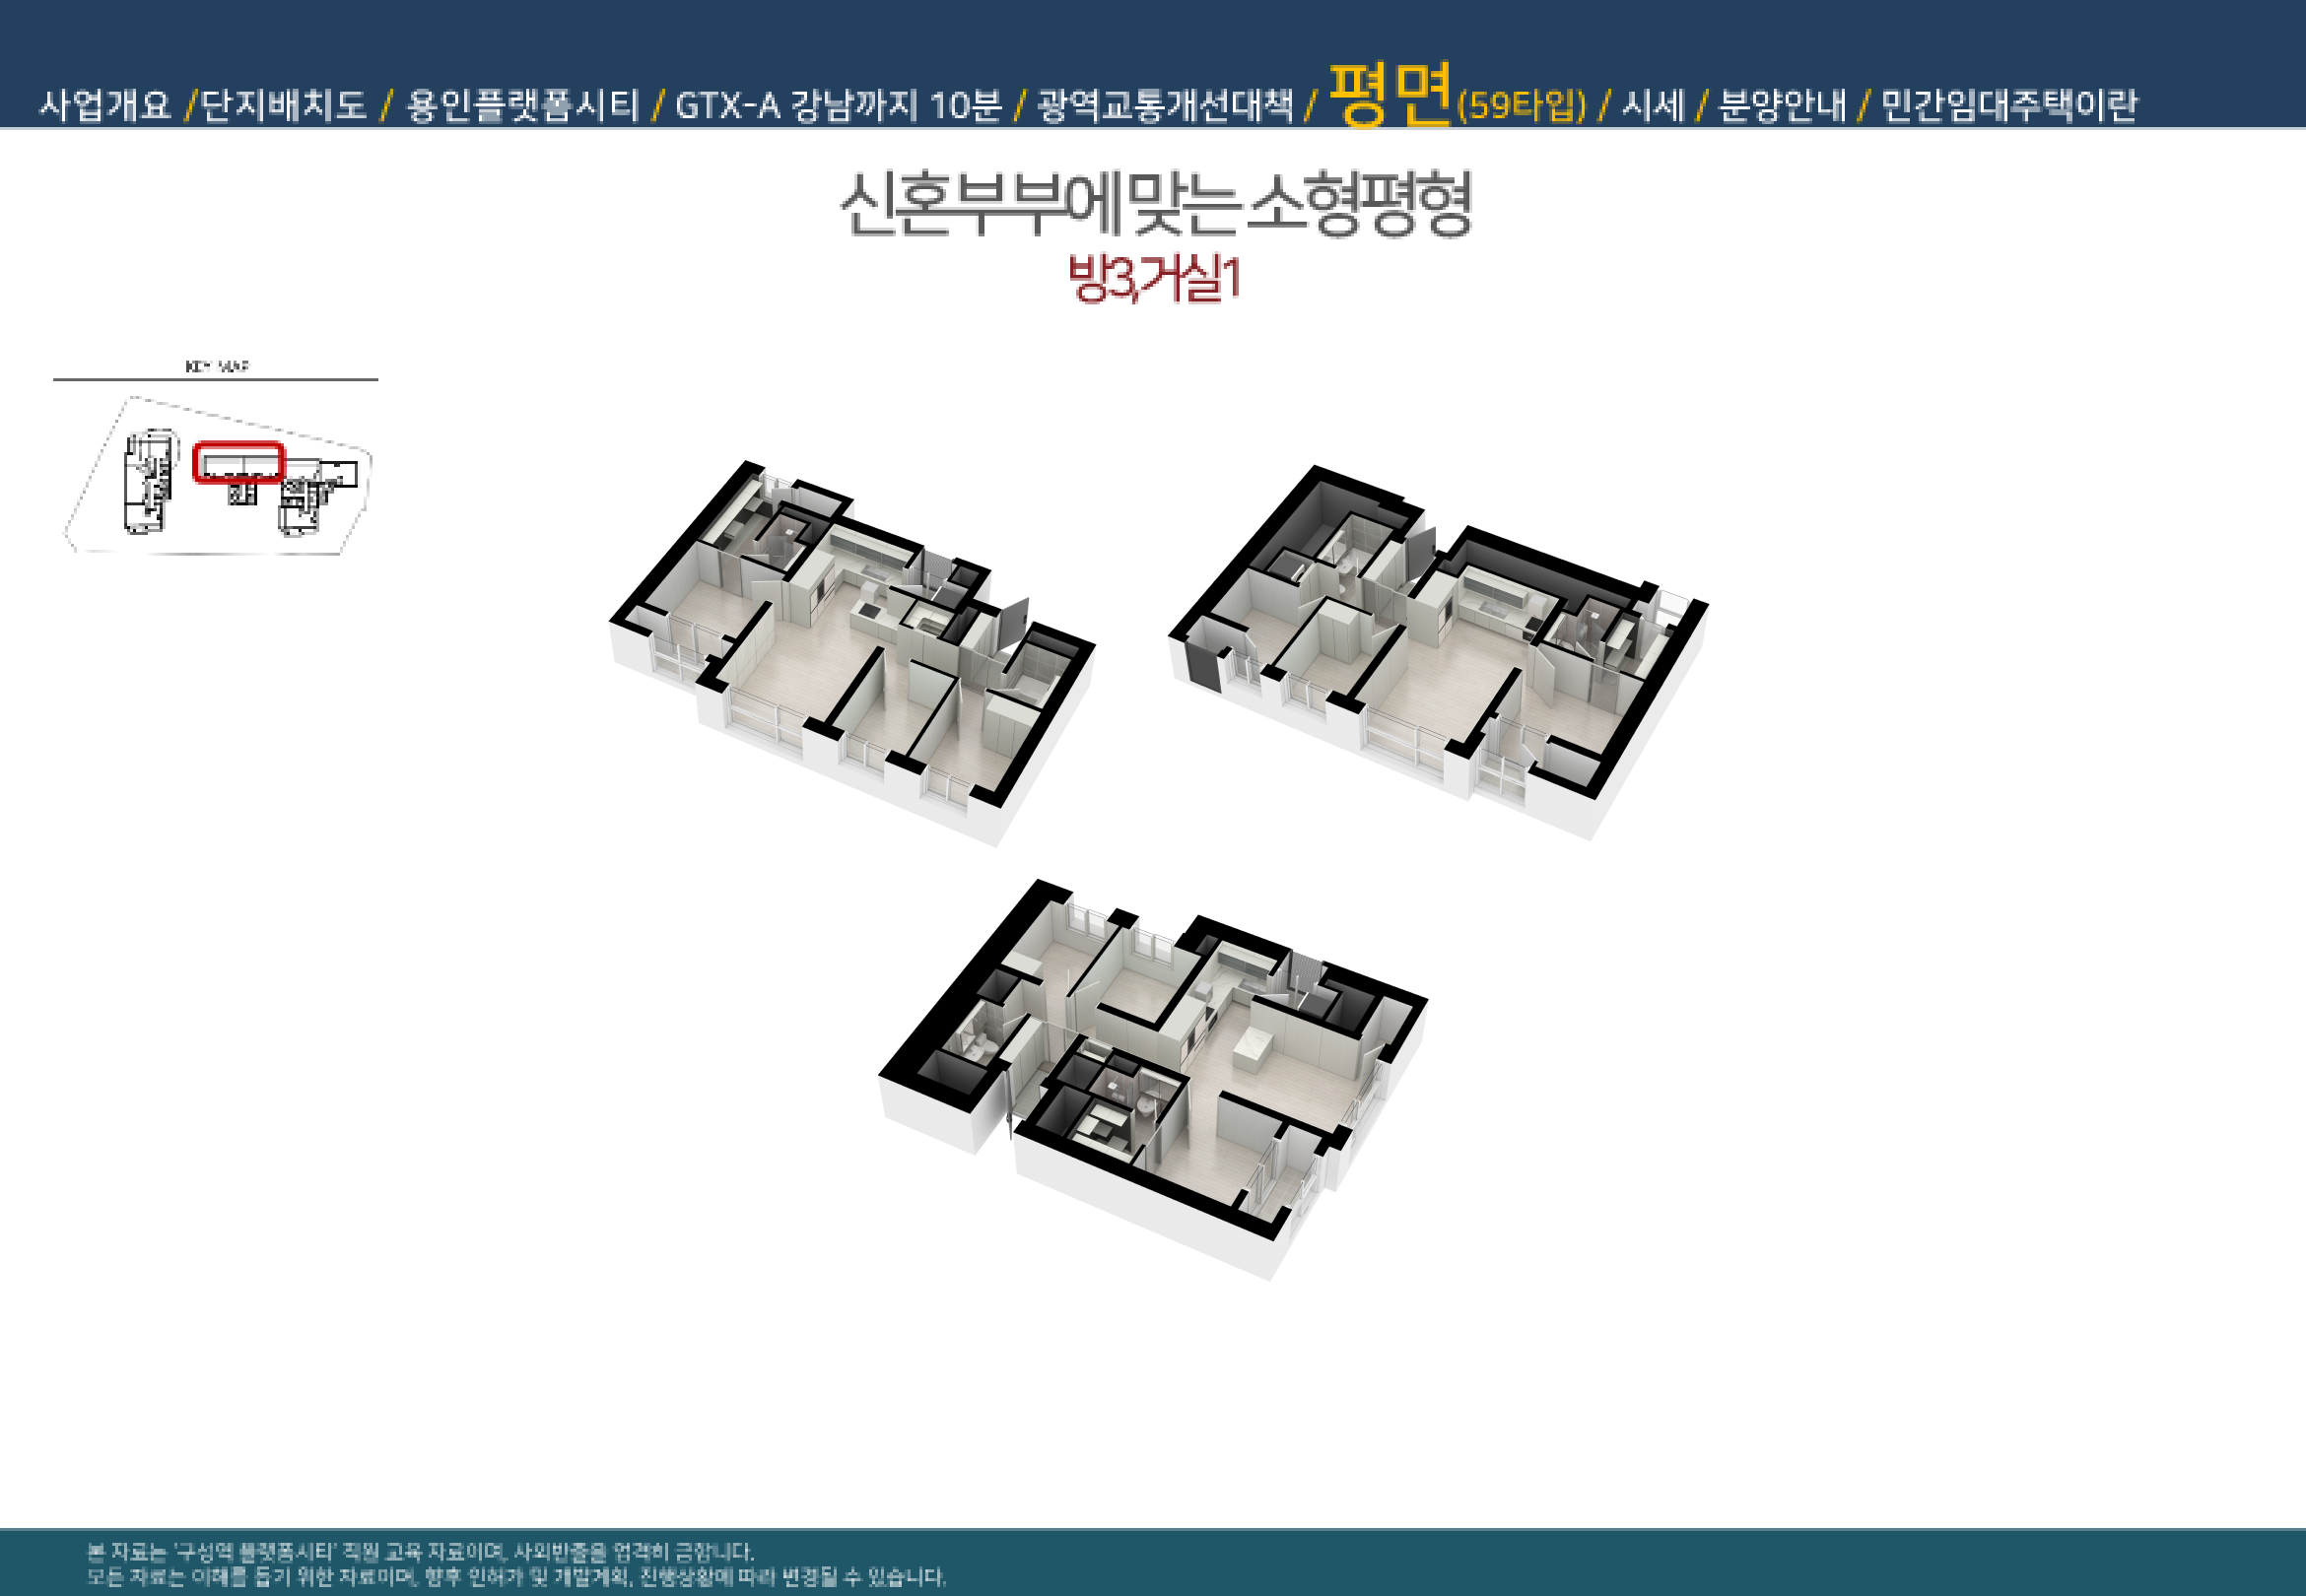 사업개요 /단지배치도 / 용인플랫폼시티 / GTX-A 강남까지 10분 / 광역교통개선대책 / 평면(59타입) / 시세 / 분양안내 / 민간임대주택이란
신혼부부에 맞는 소형평형
방3,거실1
KEY MAP
본 자료는 '구성역 플랫폼시티' 직원 교육 자료이며, 사외반출을 엄격히 금합니다.
모든 자료는 이해를 돕기 위한 자료이며, 향후 인허가 및 개발계획, 진행상황에 따라 변경될 수 있습니다.